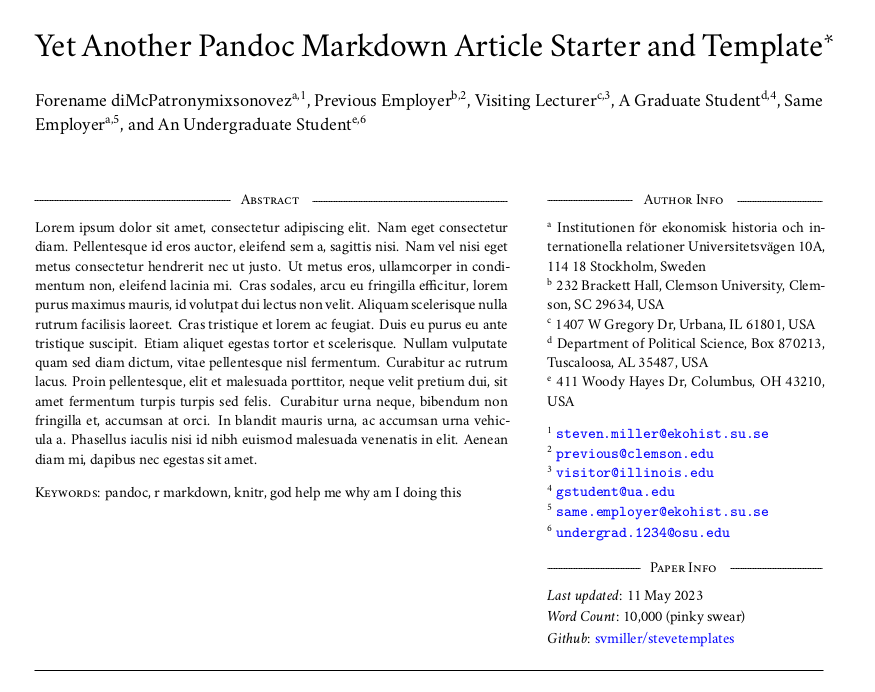 Yet Another Pandoc Markdown Article Starter and Template*
Forename diMcPatronymixsonovez^a,1, Previous Employer^b,2, Visiting Lecturer^c,3, A Graduate Student^d,4, Same
Employer^a,5, and An Undergraduate Student^e,6
Abstract
Lorem ipsum dolor sit amet, consectetur adipiscing elit. Nam eget consectetur
diam. Pellentesque id eros auctor, eleifend sem a, sagittis nisi. Nam vel nisi eget
metus consectetur hendrerit nec ut justo. Ut metus eros, ullamcorper in condi-
mentum non, eleifend lacinia mi. Cras sodales, arcu eu fringilla efficitur, lorem
purus maximus mauris, id volutpat dui lectus non velit. Aliquam scelerisque nulla
rutrum facilisis laoreet. Cras tristique et lorem ac feugiat. Duis eu purus eu ante
tristique suscipit. Etiam aliquet egestas tortor et scelerisque. Nullam vulputate
quam sed diam dictum, vitae pellentesque nisl fermentum. Curabitur ac rutrum
lacus. Proin pellentesque, elit et malesuada porttitor, neque velit pretium dui, sit
amet fermentum turpis turpis sed felis. Curabitur urna neque, bibendum non
fringilla et, accumsan at orci. In blandit mauris urna, ac accumsan urna vehic-
ula a. Phasellus iaculis nisi id nibh euismod malesuada venenatis in elit. Aenean
diam mi, dapibus nec egestas sit amet.
Keywords: pandoc, r markdown, knitr, god help me why am I doing this
Author Info
^a Institutionen för ekonomisk historia och in-
ternationella relationer Universitetsvägen 10A,
114 18 Stockholm, Sweden
^b 232 Brackett Hall, Clemson University, Clem-
son, SC 29634, USA
^c 1407 W Gregory Dr, Urbana, IL 61801, USA
^d Department of Political Science, Box 870213,
Tuscaloosa, AL 35487, USA
^e 411 Woody Hayes Dr, Columbus, OH 43210,
USA
^1 steven.miller@ekohist.su.se
^2 previous@clemson.edu
^3 visitor@illinois.edu
^4 gstudent@ua.edu
^5 same.employer@ekohist.su.se
^6 undergrad.1234@osu.edu
Paper Info
Last updated: 11 May 2023
Word Count: 10,000 (pinky swear)
Github: svmiller/stevetemplates